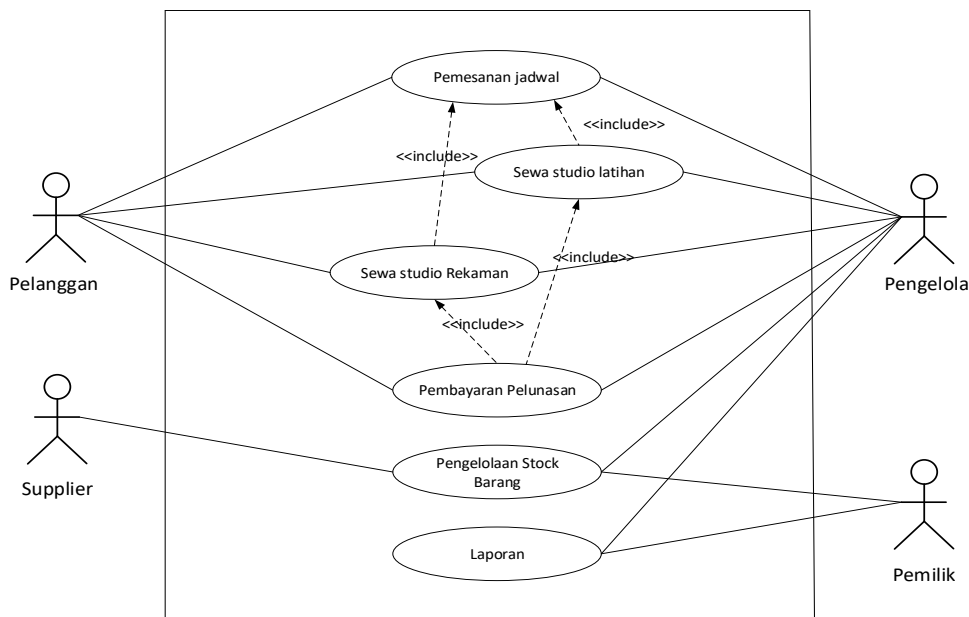 Pemesanan jadwal
<<include>>
<<include>>
Sewa studio latihan
Pelanggan
Sewa studio Rekaman
<<include>>
Pengelola
<<include>>
Pembayaran Pelunasan
Supplier
Pengelolaan Stock
Barang
Laporan
Pemilik